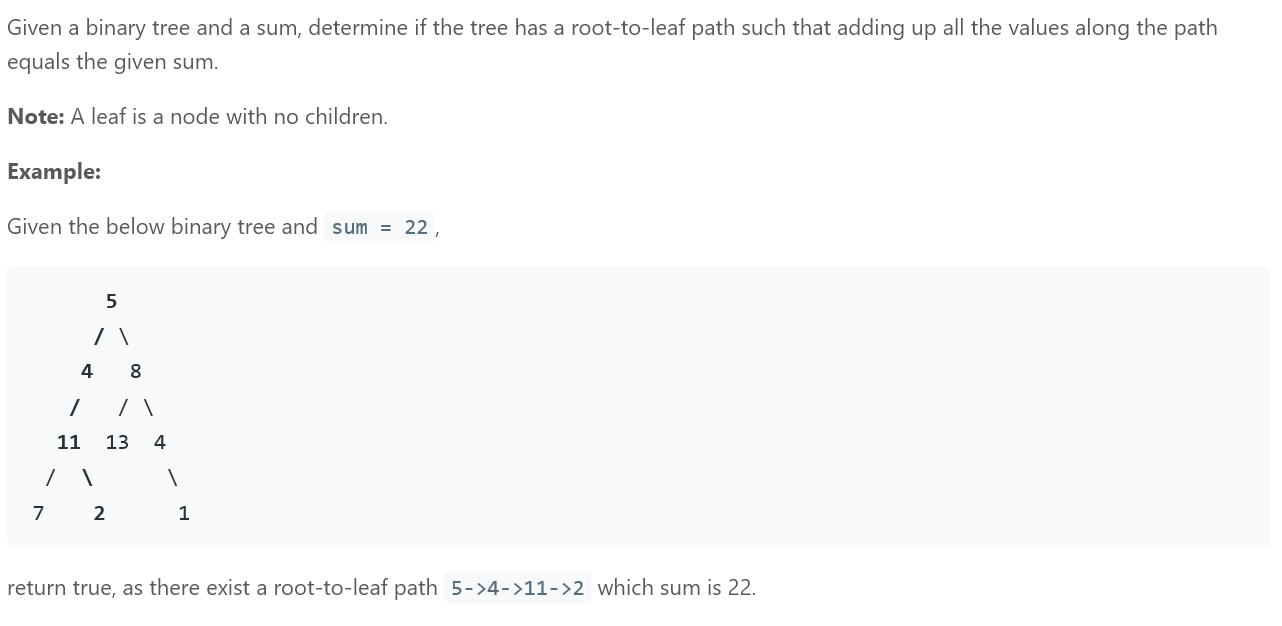 Given a binary tree and a sum, determine if the tree has a root-to-leaf path such that adding up all the values along the path
equals the given sum.
Note: A leaf is a node with no children.
Example:
Given the below binary tree and sum = 22,
5
/ \
4 8
/ / \
11 13 4
/ \ \
7 2 1
return true, as there exist a root-to-leaf path 5->4->11->2 which sum is 22.